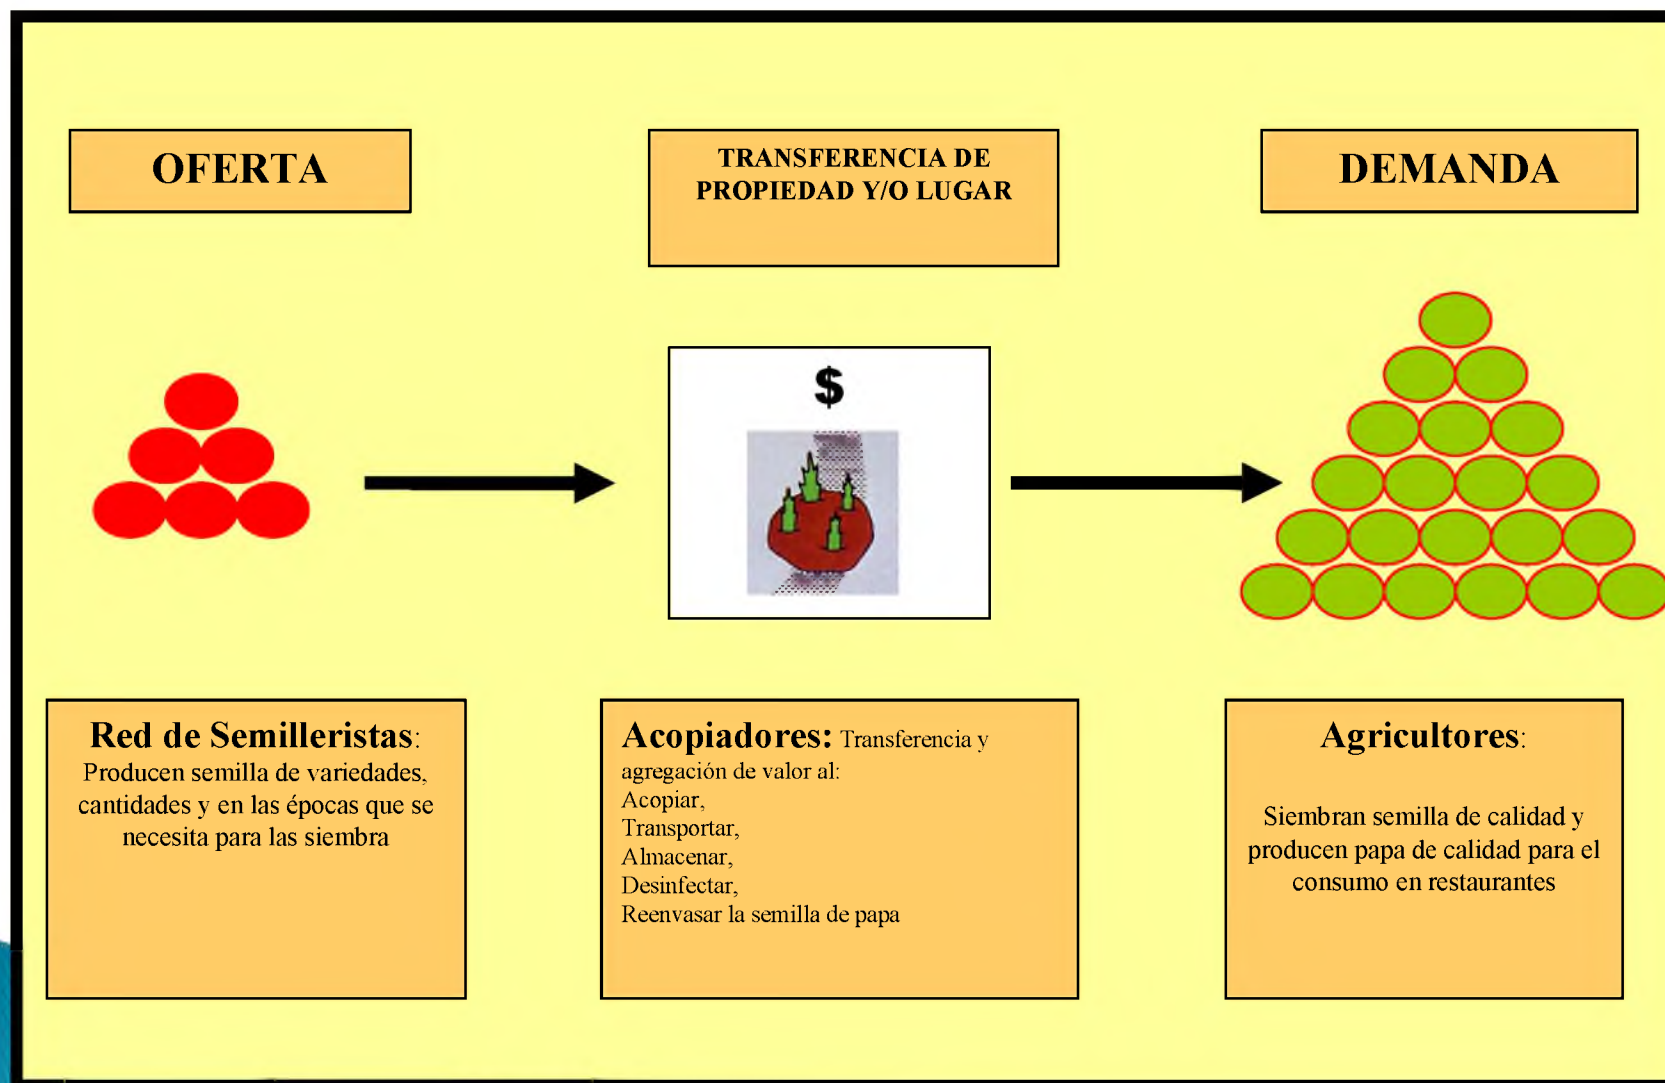 OFERTA
TRANSFERENCIA DE
PROPIEDAD Y/O LUGAR
DEMANDA
$
Red de Semilleristas:
Producen semilla de variedades,
cantidades y en las épocas que se
necesita para las siembra
Acopiadores: Transferencia y
agregación de valor al:
Acopiar,
Transportar,
Almacenar,
Desinfectar,
Reenvasar la semilla de papa
Agricultores:
Siembran semilla de calidad y
producen papa de calidad para el
consumo en restaurantes